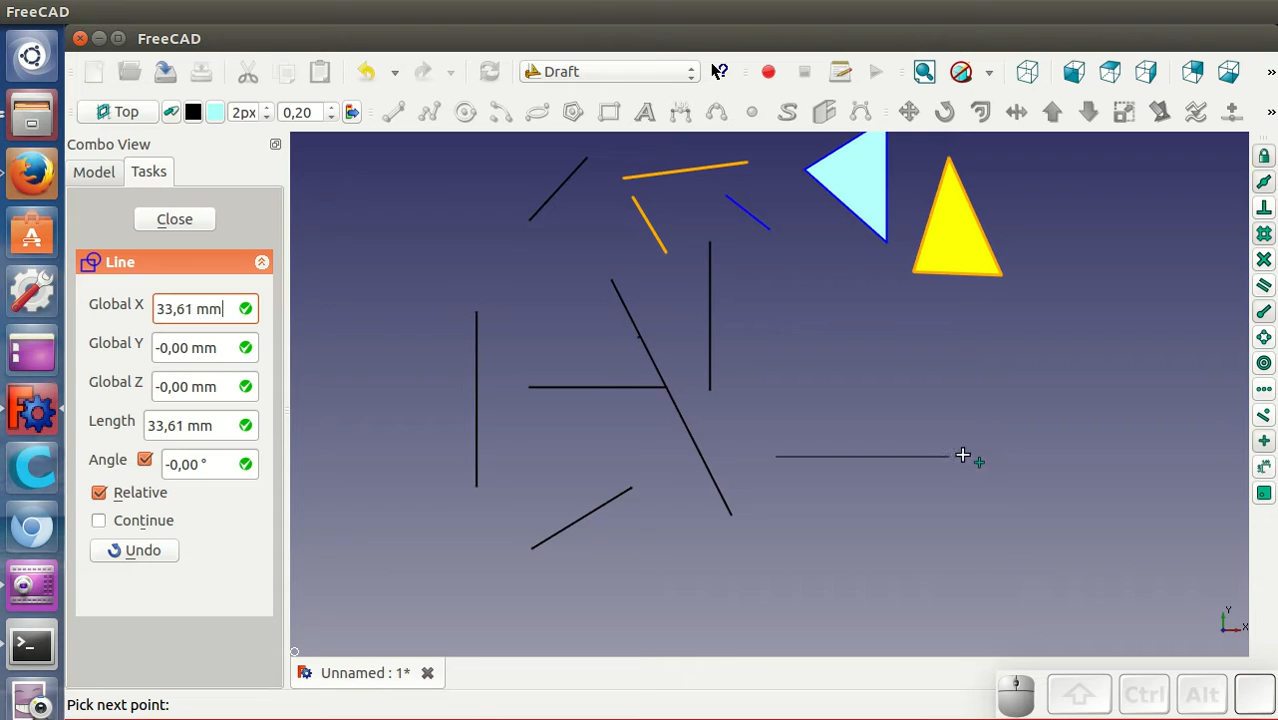 FreeCAD
FreeCAD
Draft
»
Top
2px
0,20
A
S
»
Combo View
Model
Tasks
Close
Line
Global X
33,61 mm
Global Y
-0,00 mm
Global Z
-0,00 mm
Length
33,61 mm
Angle
-0,00 °
Relative
Continue
Undo
Y
X
Unnamed : 1*
Pick next point:
Ctrl
Alt